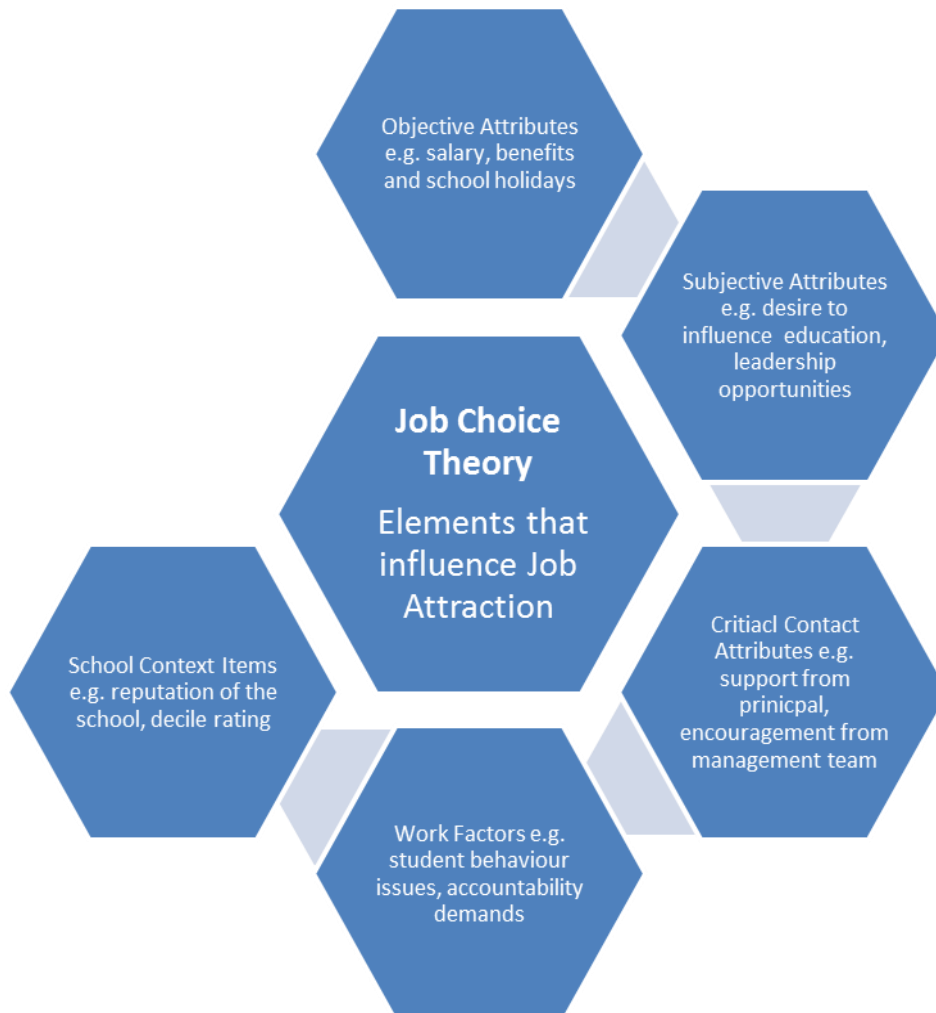 Objective Attributes
e.g. salary, benefits
and school holidays
Subjective Attributes
e.g. desire to
influence education,
leadership
opportunities
Job Choice
Theory
Elements that
influence Job
Attraction
Critiacl Contact
Attributes e.g.
support from
prinicpal,
encouragement from
management team
School Context Items
e.g. reputation of the
school, decile rating
Work Factors e.g.
student behaviour
issues, accountability
demands